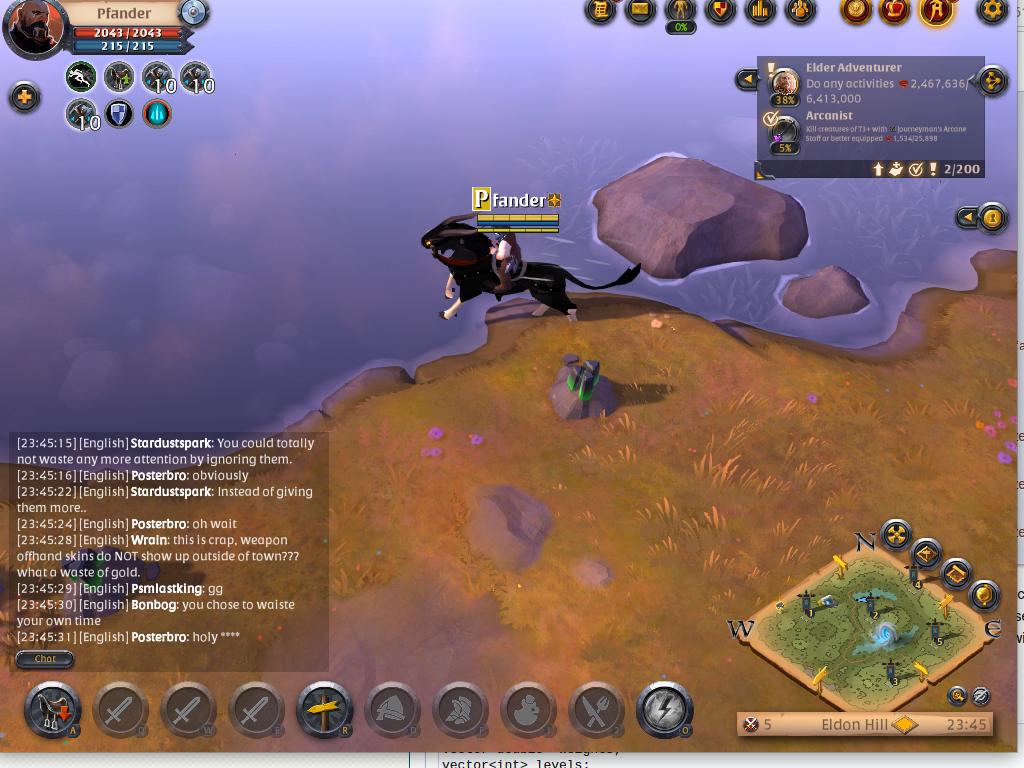 Pfander
2043 / 2043
215 / 215
0%
10
10
10
Elder Adventurer
Do any activities 2,467,636/
6,413,000
38%
Arcanist
Kill creatures of T3+ with Journeyman's Arcane
Staff or better equipped 1,534/25,898
5%
2/200
Pfander
[23:45:15] [English] Stardustspark: You could totally
not waste any more attention by ignoring them.
[23:45:16] [English] Posterbro: obviously
[23:45:22] [English] Stardustspark: Instead of giving
them more..
[23:45:24] [English] Posterbro: oh wait
[23:45:28] [English] Wrain: this is crap, weapon
offhand skins do NOT show up outside of town???
what a waste of gold.
[23:45:29] [English] Psmlastking: gg
[23:45:30] [English] Bonbog: you chose to waiste
your own time
[23:45:31] [English] Posterbro: holy ****
Chat
N
W
E
1
2
3
4
5
A
Q
W
E
R
D
F
1
2
O
5
Eldon Hill
23:45
vector<int> levels;